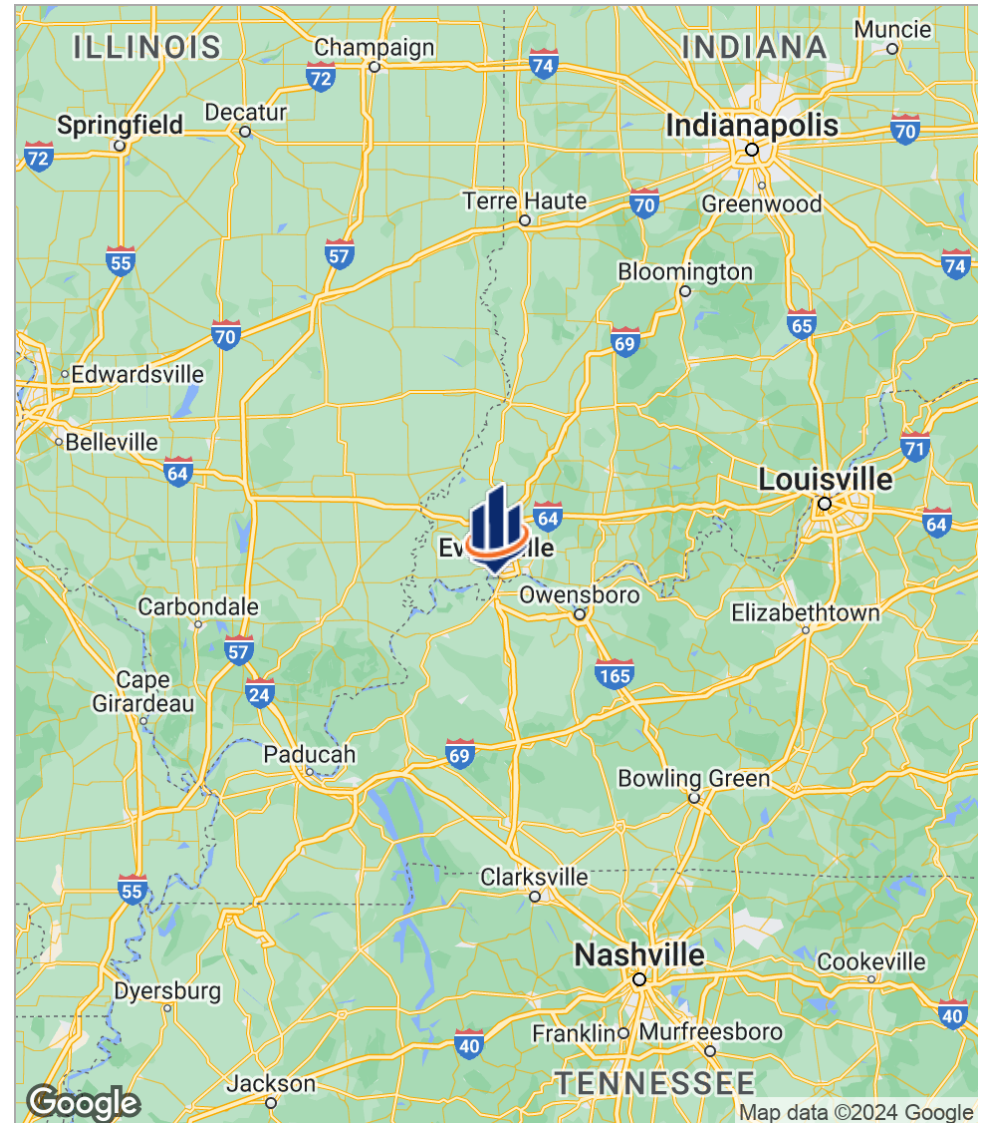 ILLINOIS
Champaign
INDIANA
Muncie
72
74
Decatur
Springfield
Indianapolis
70
72
Terre Haute
70
Greenwood
55
57
74
Bloomington
65
70
69
Edwardsville
Belleville
71
64
Louisville
64
64
Ev lle
Owensboro
Carbondale
Elizabethtown
57
165
Cape
Girardeau
24
Paducah
69
Bowling Green
Clarksville
55
Nashville
Cookeville
Dyersburg
40
Franklin
Murfreesboro
40
Jackson
TENNESSEE
Google
Map data ©2024 Google